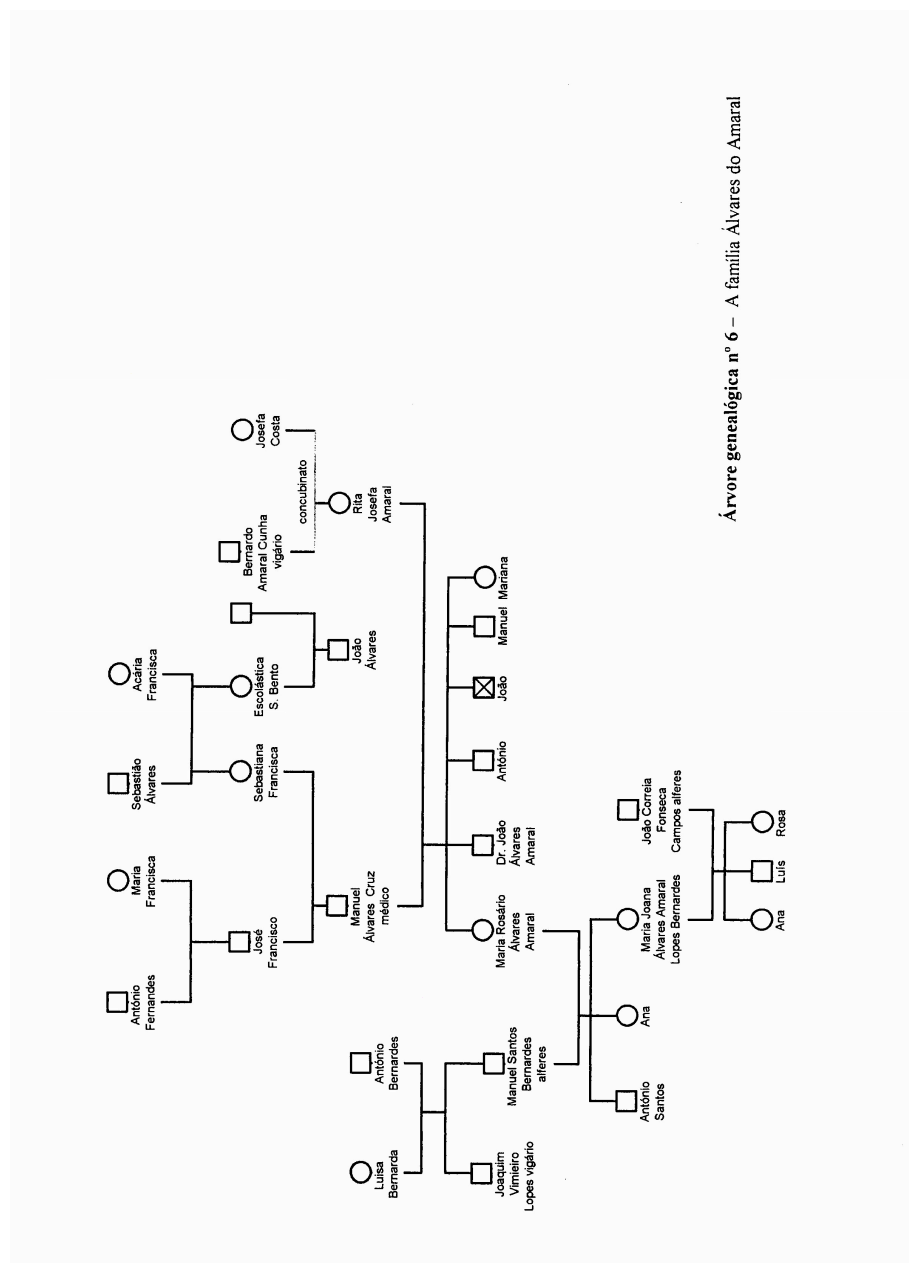 António
Fernandes
Maria
Francisca
Sebastião
Álvares
Acária
Francisca
José
Francisco
Sebastiana
Francisca
Escolástica
S. Bento
Bernardo
Amaral Cunha
vigário
Josefa
Costa
concubinato
Manuel
Álvares Cruz
médico
João
Álvares
Rita
Josefa
Amaral
Luisa
Bernarda
António
Bernardes
Joaquim
Vimieiro
Lopes vigário
Manuel Santos
Bernardes
alferes
Maria Rosário
Álvares
Amaral
Dr. João
Álvares
Amaral
António
João
Manuel
Mariana
António
Santos
Ana
Maria Joana
Álvares Amaral
Lopes Bernardes
João Correia
Fonseca
Campos alferes
Ana
Luís
Rosa
Árvore genealógica nº 6 – A família Álvares do Amaral